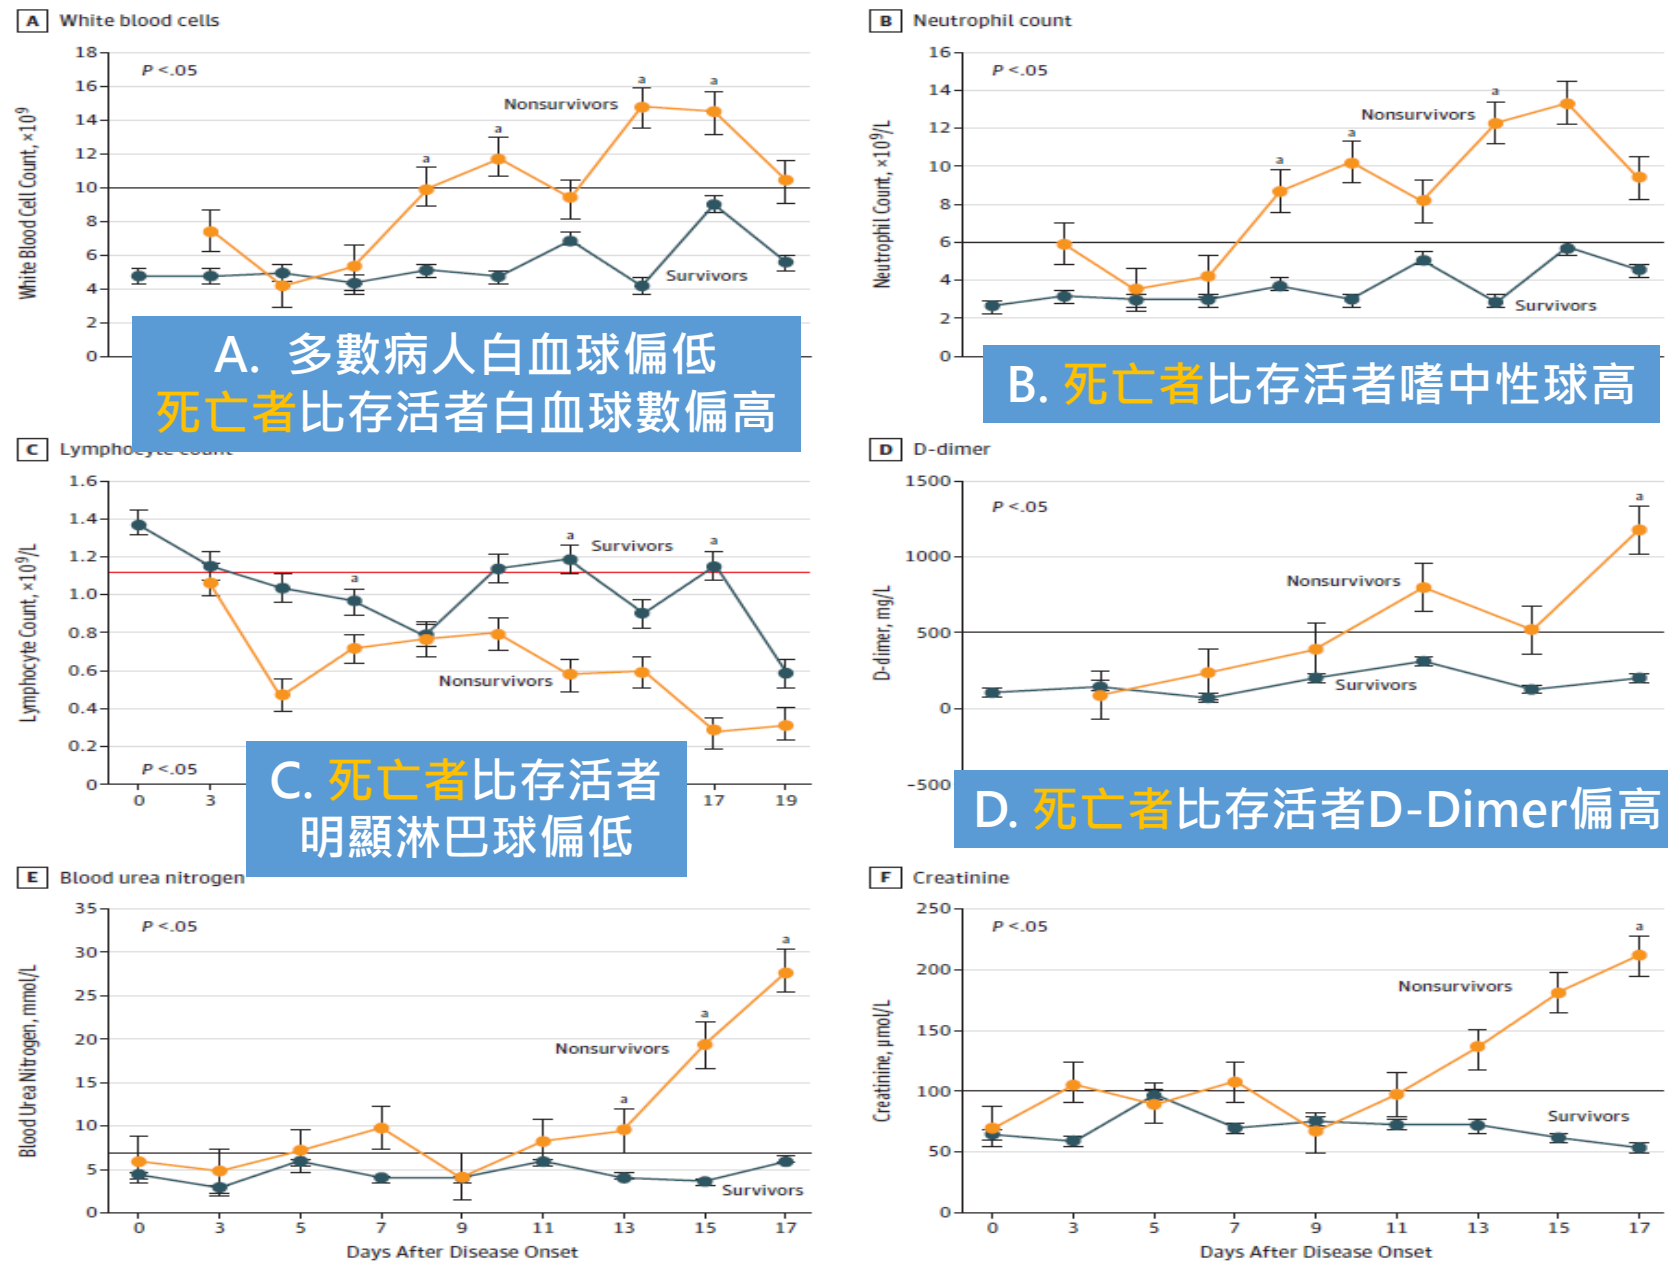 A White blood cells
P <.05
White Blood Cell Count, ×10⁹
18
16
14
12
10
8
6
4
2
0
a
a
a
a
Nonsurvivors
Survivors
A. 多數病人白血球偏低
死亡者比存活者白血球數偏高
B Neutrophil count
P <.05
Neutrophil Count, ×10⁹/L
16
14
12
10
8
6
4
2
0
a
a
a
Nonsurvivors
Survivors
B. 死亡者比存活者嗜中性球高
C Lymphocyte count
Lymphocyte Count, ×10⁹/L
1.6
1.4
1.2
1.0
0.8
0.6
0.4
0.2
0
a
a
a
Survivors
Nonsurvivors
P <.05
0 3 17 19
C. 死亡者比存活者
明顯淋巴球偏低
D D-dimer
P <.05
D-dimer, mg/L
1500
1000
500
0
-500
a
Nonsurvivors
Survivors
D. 死亡者比存活者D-Dimer偏高
E Blood urea nitrogen
P <.05
Blood Urea Nitrogen, mmol/L
35
30
25
20
15
10
5
0
a
a
a
Nonsurvivors
Survivors
0 3 5 7 9 11 13 15 17
Days After Disease Onset
F Creatinine
P <.05
Creatinine, μmol/L
250
200
150
100
50
0
a
Nonsurvivors
Survivors
0 3 5 7 9 11 13 15 17
Days After Disease Onset